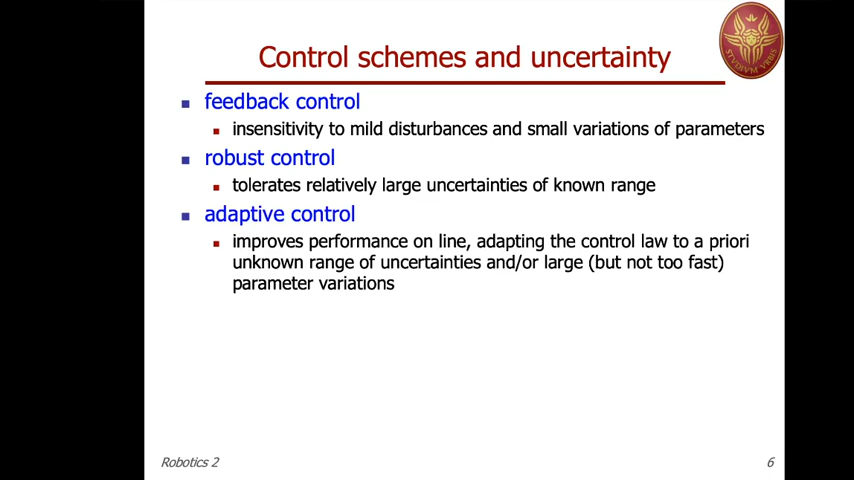 Control schemes and uncertainty
STVDIVM VRBIS
feedback control
insensitivity to mild disturbances and small variations of parameters
robust control
tolerates relatively large uncertainties of known range
adaptive control
improves performance on line, adapting the control law to a priori
unknown range of uncertainties and/or large (but not too fast)
parameter variations
Robotics 2
6